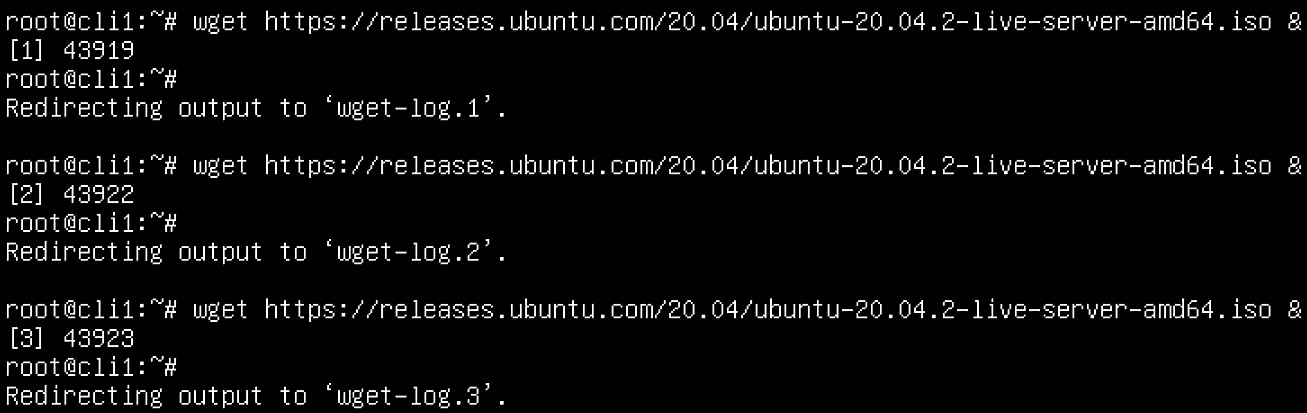 root@cli1:~# wget https://releases.ubuntu.com/20.04/ubuntu-20.04.2-live-server-amd64.iso &
[1] 43919
root@cli1:~#
Redirecting output to ‘wget-log.1’.
root@cli1:~# wget https://releases.ubuntu.com/20.04/ubuntu-20.04.2-live-server-amd64.iso &
[2] 43922
root@cli1:~#
Redirecting output to ‘wget-log.2’.
root@cli1:~# wget https://releases.ubuntu.com/20.04/ubuntu-20.04.2-live-server-amd64.iso &
[3] 43923
root@cli1:~#
Redirecting output to ‘wget-log.3’.